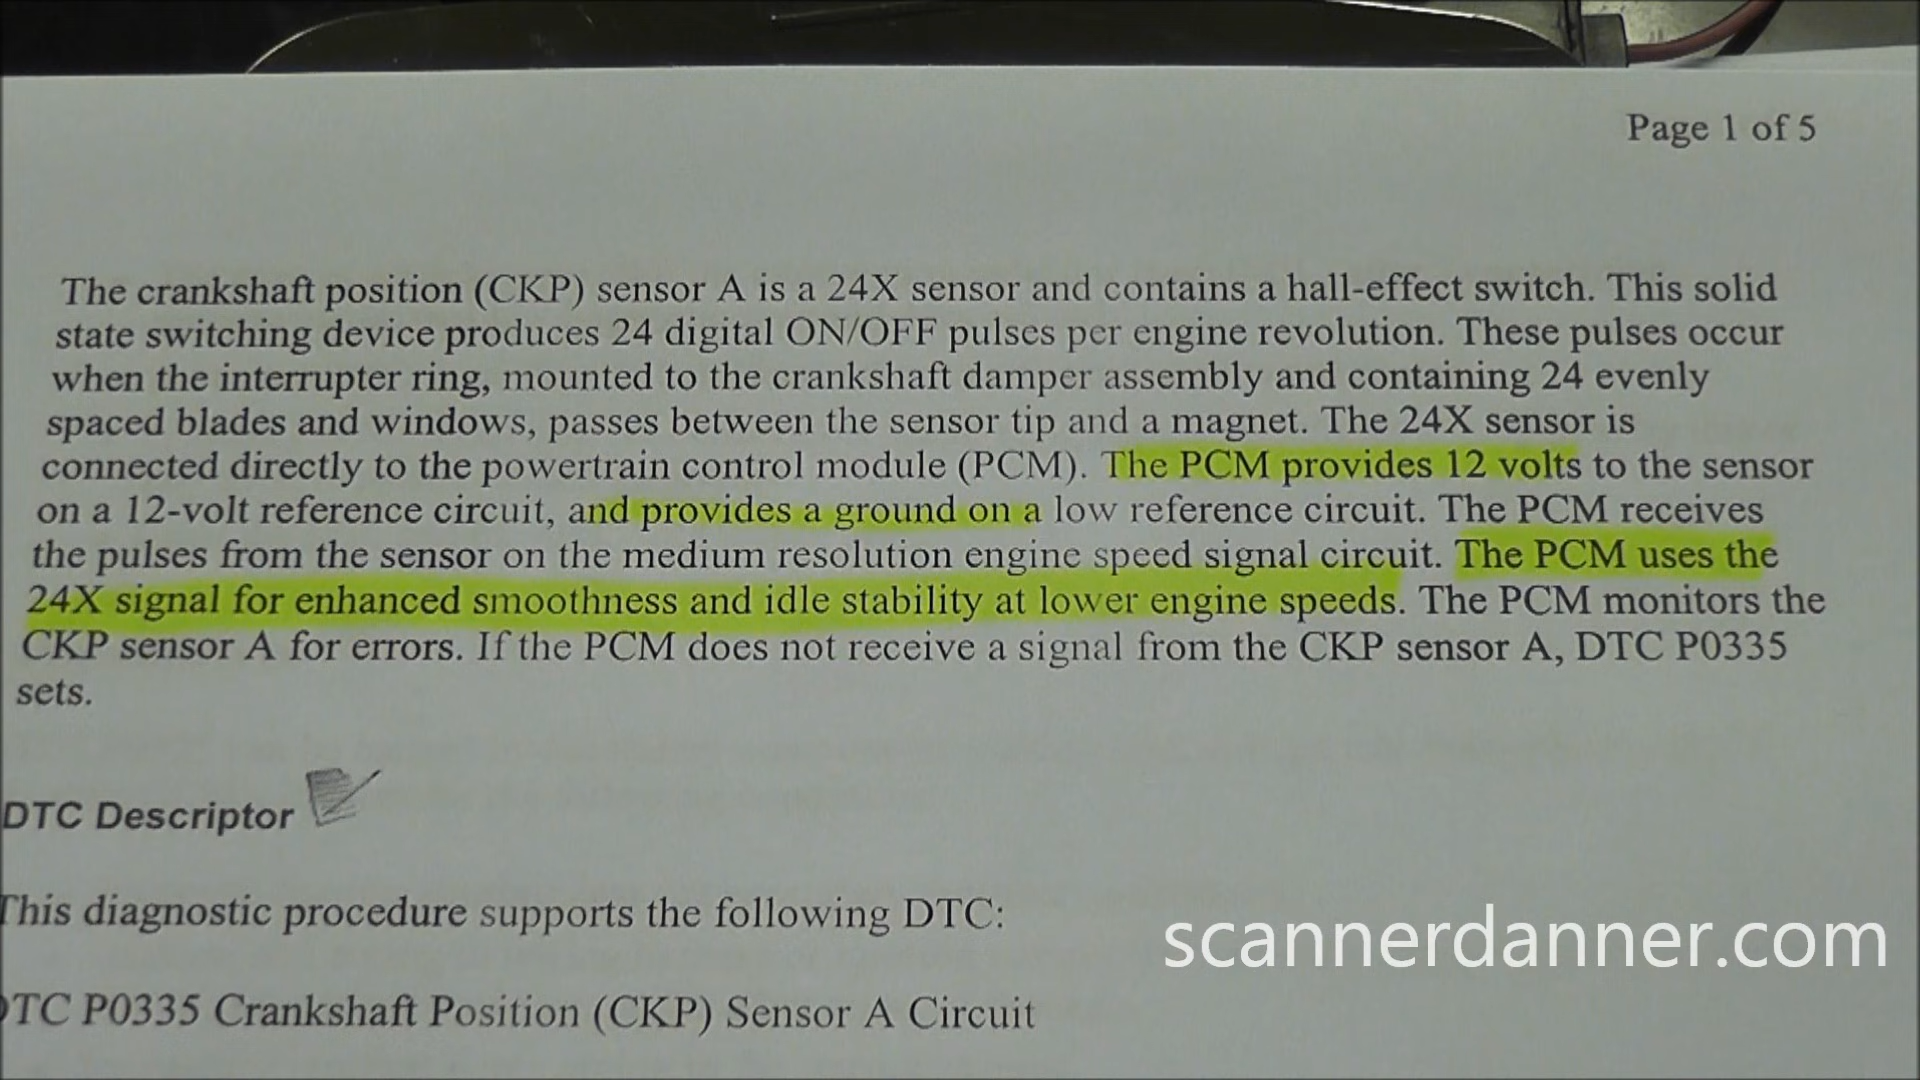 Page 1 of 5
The crankshaft position (CKP) sensor A is a 24X sensor and contains a hall-effect switch. This solid
state switching device produces 24 digital ON/OFF pulses per engine revolution. These pulses occur
when the interrupter ring, mounted to the crankshaft damper assembly and containing 24 evenly
spaced blades and windows, passes between the sensor tip and a magnet. The 24X sensor is
connected directly to the powertrain control module (PCM). The PCM provides 12 volts to the sensor
on a 12-volt reference circuit, and provides a ground on a low reference circuit. The PCM receives
the pulses from the sensor on the medium resolution engine speed signal circuit. The PCM uses the
24X signal for enhanced smoothness and idle stability at lower engine speeds. The PCM monitors the
CKP sensor A for errors. If the PCM does not receive a signal from the CKP sensor A, DTC P0335
sets.
DTC Descriptor
This diagnostic procedure supports the following DTC:
DTC P0335 Crankshaft Position (CKP) Sensor A Circuit
scannerdanner.com